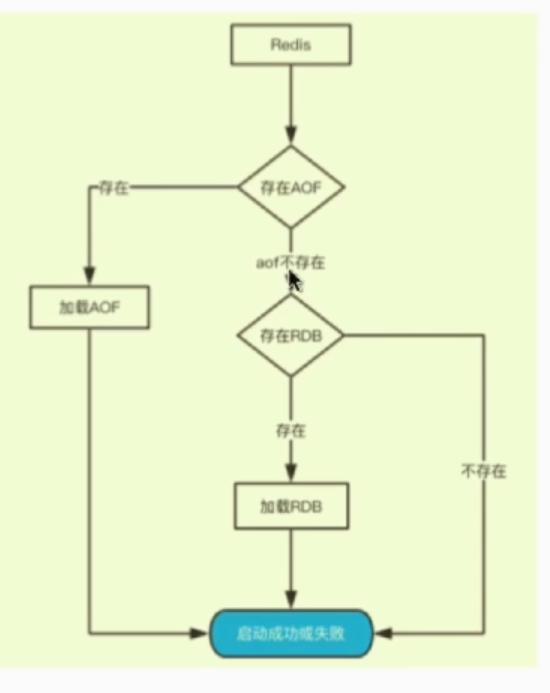 Redis
存在AOF
存在
aof不存在
加载AOF
存在RDB
存在
不存在
加载RDB
启动成功或失败